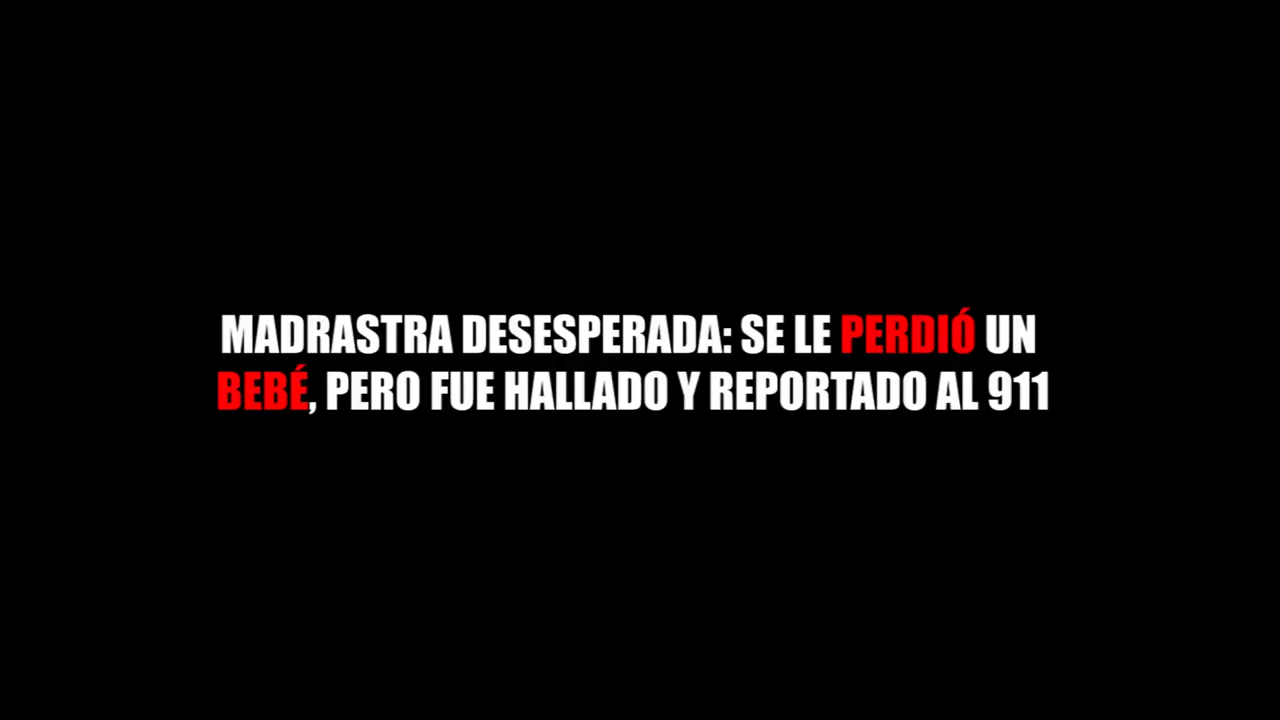 MADRASTRA DESESPERADA: SE LE PERDIÓ UN
BEBÉ, PERO FUE HALLADO Y REPORTADO AL 911